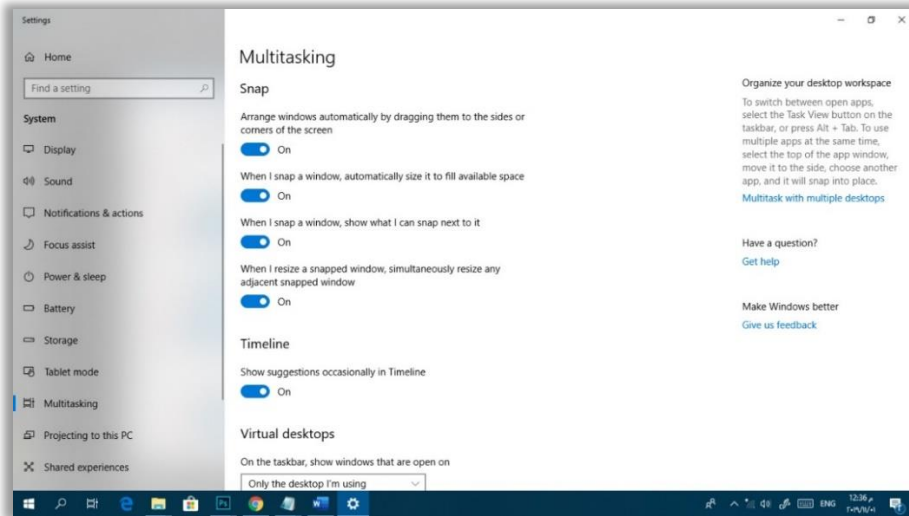 Settings
Home
Find a setting
System
Display
Sound
Notifications & actions
Focus assist
Power & sleep
Battery
Storage
Tablet mode
Multitasking
Projecting to this PC
Shared experiences
Multitasking
Snap
Arrange windows automatically by dragging them to the sides or
corners of the screen
On
When I snap a window, automatically size it to fill available space
On
When I snap a window, show what I can snap next to it
On
When I resize a snapped window, simultaneously resize any
adjacent snapped window
On
Timeline
Show suggestions occasionally in Timeline
On
Virtual desktops
On the taskbar, show windows that are open on
Only the desktop I'm using
Organize your desktop workspace
To switch between open apps,
select the Task View button on the
taskbar, or press Alt + Tab. To use
multiple apps at the same time,
select the top of the app window,
move it to the side, choose another
app, and it will snap into place.
Multitask with multiple desktops
Have a question?
Get help
Make Windows better
Give us feedback
Ps
ENG
12:36 م